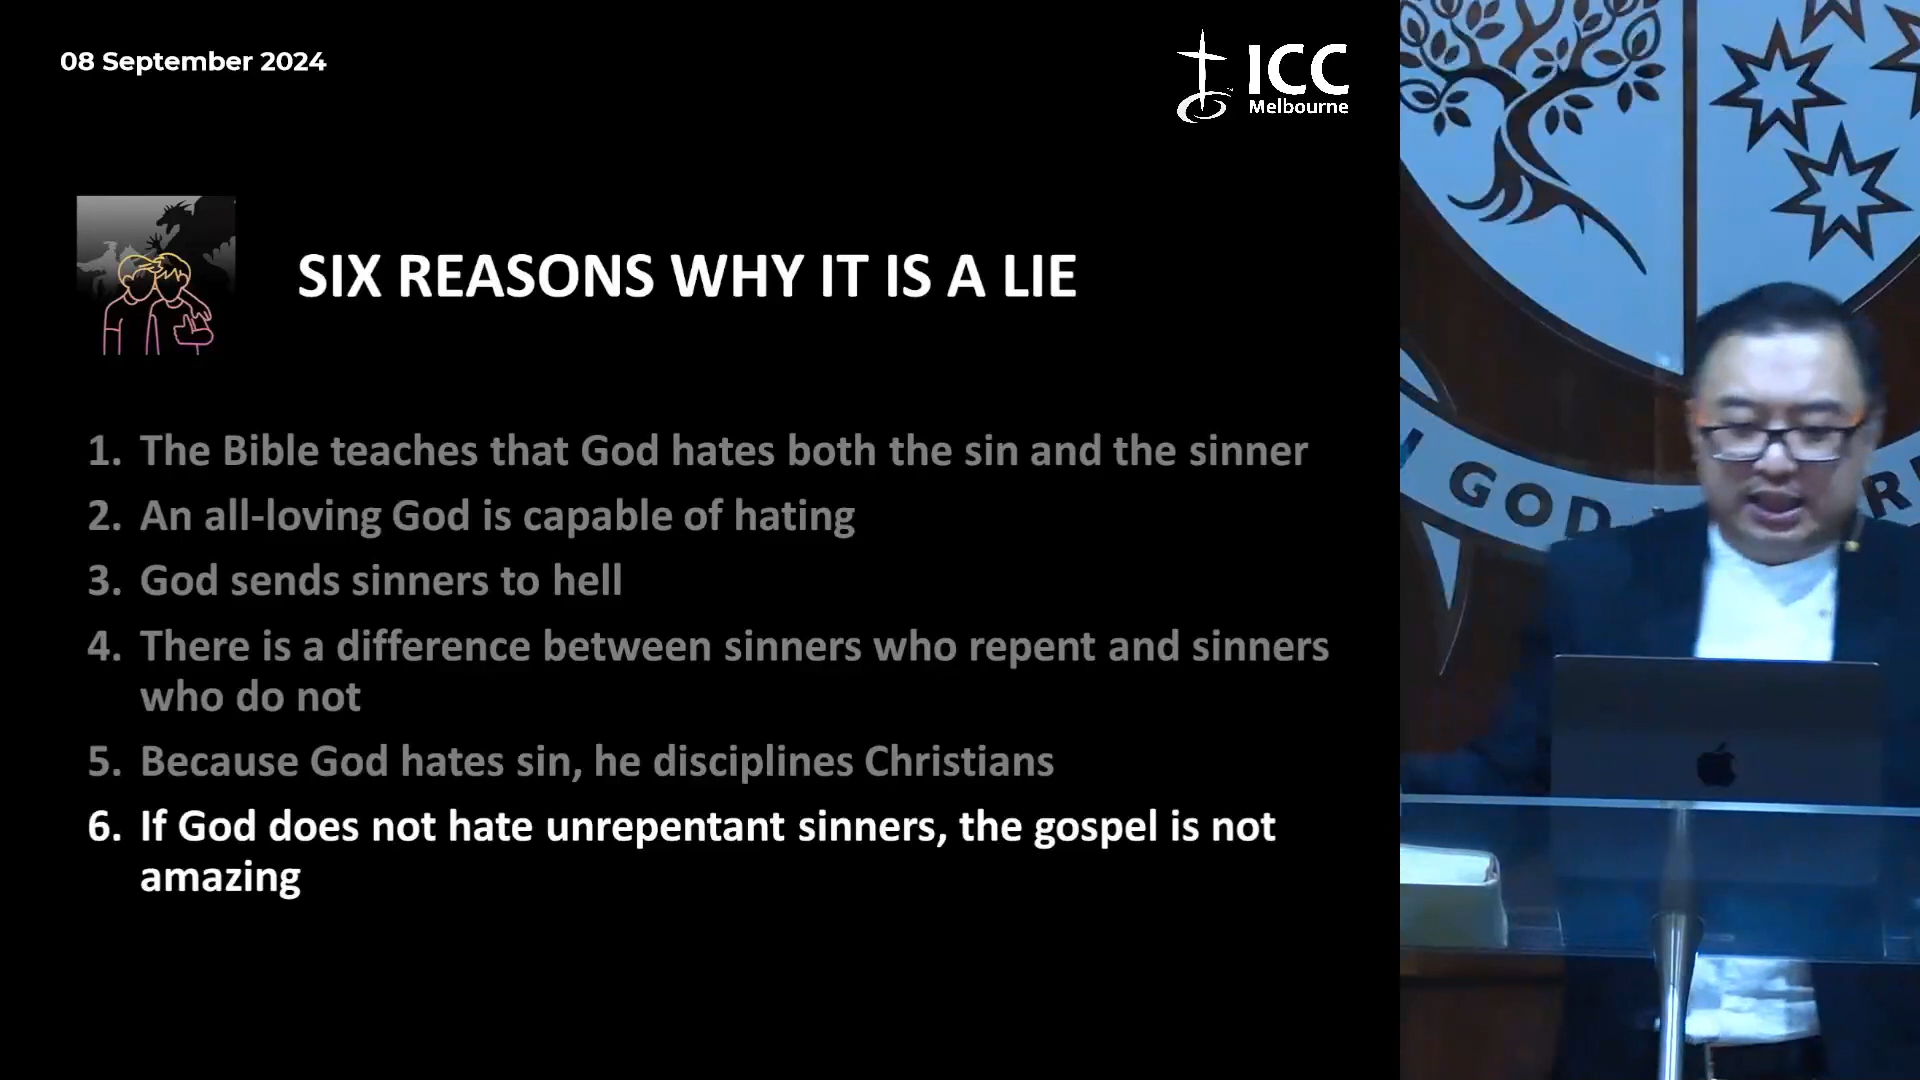 08 September 2024
ICC
Melbourne
SIX REASONS WHY IT IS A LIE
1. The Bible teaches that God hates both the sin and the sinner
2. An all-loving God is capable of hating
3. God sends sinners to hell
4. There is a difference between sinners who repent and sinners
who do not
5. Because God hates sin, he disciplines Christians
6. If God does not hate unrepentant sinners, the gospel is not
amazing
GOD